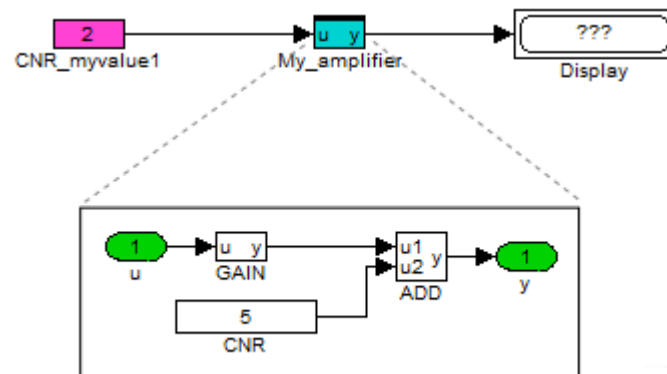 2
u y
???
CNR_myvalue1
My_amplifier
Display
1
u y
u1
u2
y
1
u
GAIN
ADD
y
5
CNR